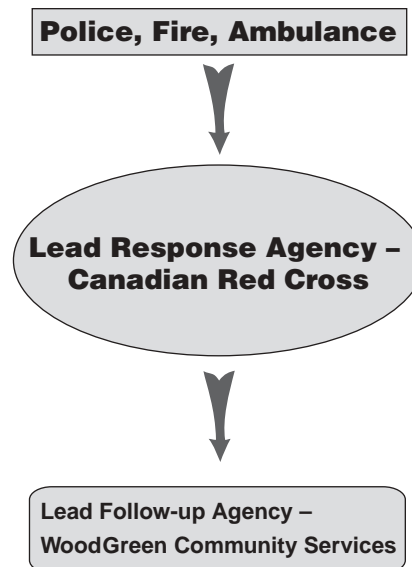 Police, Fire, Ambulance
Lead Response Agency –
Canadian Red Cross
Lead Follow-up Agency –
WoodGreen Community Services